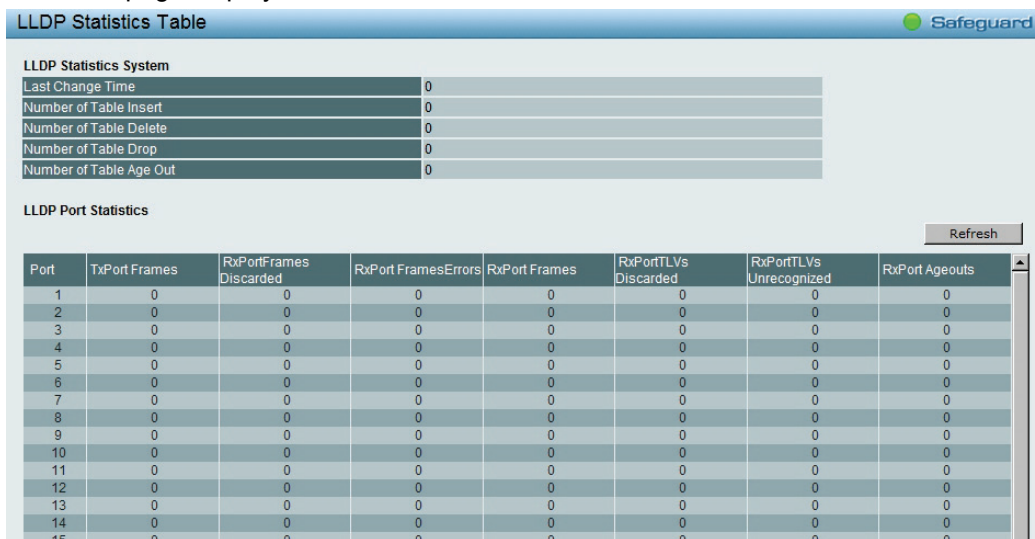 LLDP Statistics Table Safeguard
LLDP Statistics System
Last Change Time 0
Number of Table Insert 0
Number of Table Delete 0
Number of Table Drop 0
Number of Table Age Out 0
LLDP Port Statistics
Refresh
Port TxPort Frames RxPortFrames Discarded RxPort FramesErrors RxPort Frames RxPortTLVs Discarded RxPortTLVs Unrecognized RxPort Ageouts
1 0 0 0 0 0 0 0
2 0 0 0 0 0 0 0
3 0 0 0 0 0 0 0
4 0 0 0 0 0 0 0
5 0 0 0 0 0 0 0
6 0 0 0 0 0 0 0
7 0 0 0 0 0 0 0
8 0 0 0 0 0 0 0
9 0 0 0 0 0 0 0
10 0 0 0 0 0 0 0
11 0 0 0 0 0 0 0
12 0 0 0 0 0 0 0
13 0 0 0 0 0 0 0
14 0 0 0 0 0 0 0